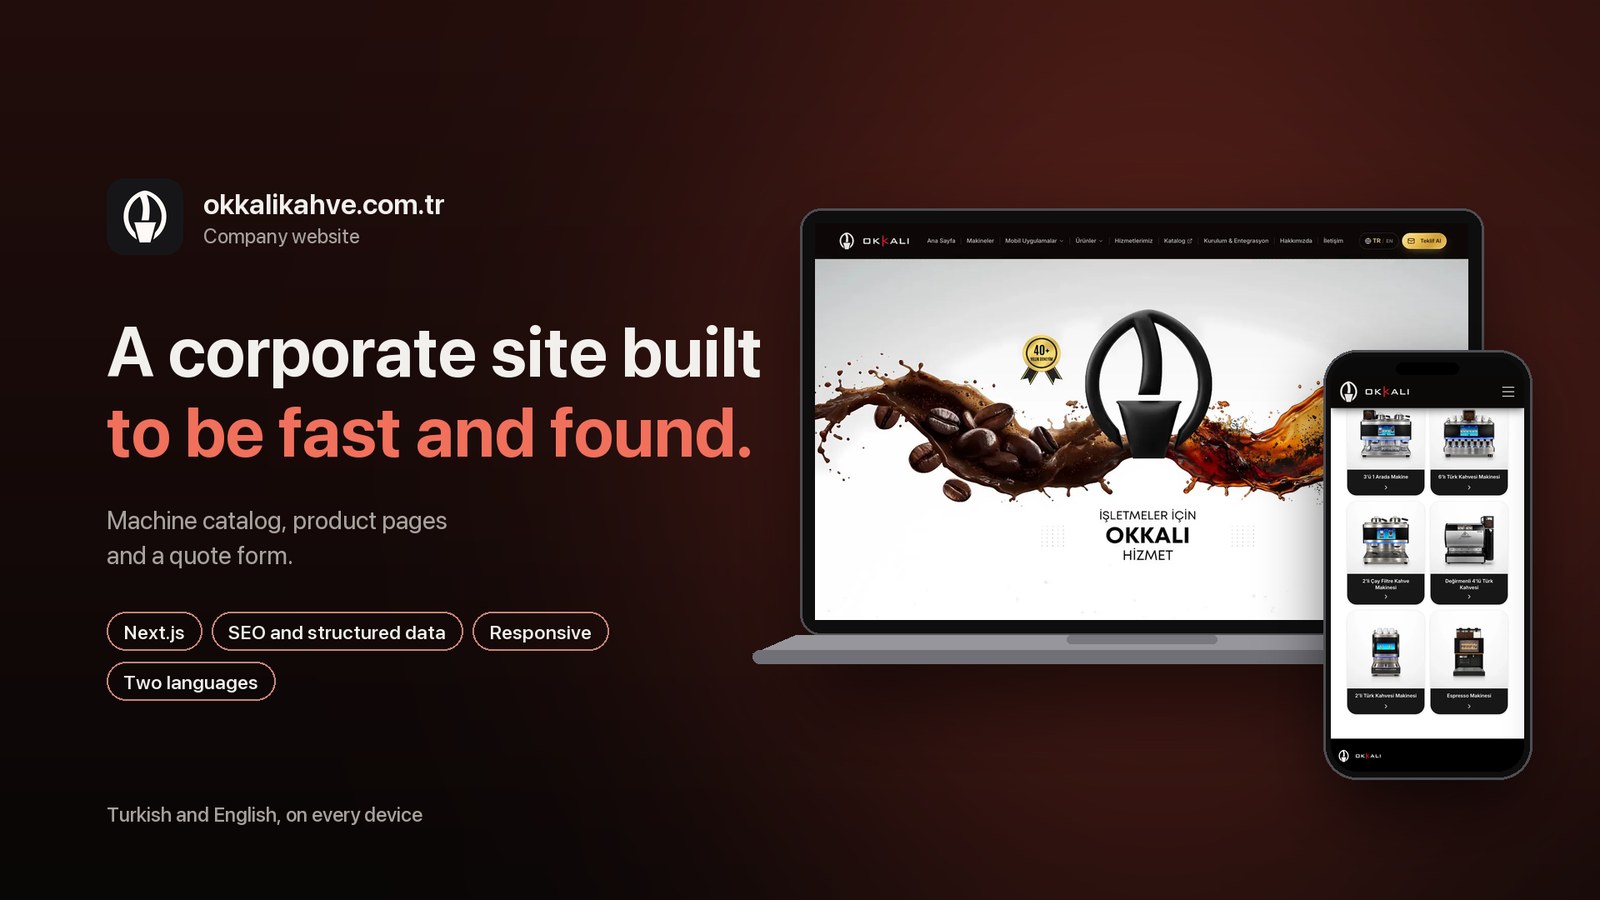 okkalikahve.com.tr
Company website
A corporate site built
to be fast and found.
Machine catalog, product pages
and a quote form.
Next.js
SEO and structured data
Responsive
Two languages
Turkish and English, on every device
OKKALI
Ana Sayfa
Makineler
Mobil Uygulamalar
Ürünler
Hizmetlerimiz
Katalog
Kurulum & Entegrasyon
Hakkımızda
İletişim
TR / EN
Teklif Al
40+
İŞLETMELER İÇİN
OKKALI
HİZMET
OKKALI
3'ü 1 Arada Makine
6'lı Türk Kahvesi Makinesi
2'li Çay Filtre Kahve
Makinesi
Değirmenli 4'lü Türk
Kahvesi
2'li Türk Kahvesi Makinesi
Espresso Makinesi
OKKALI